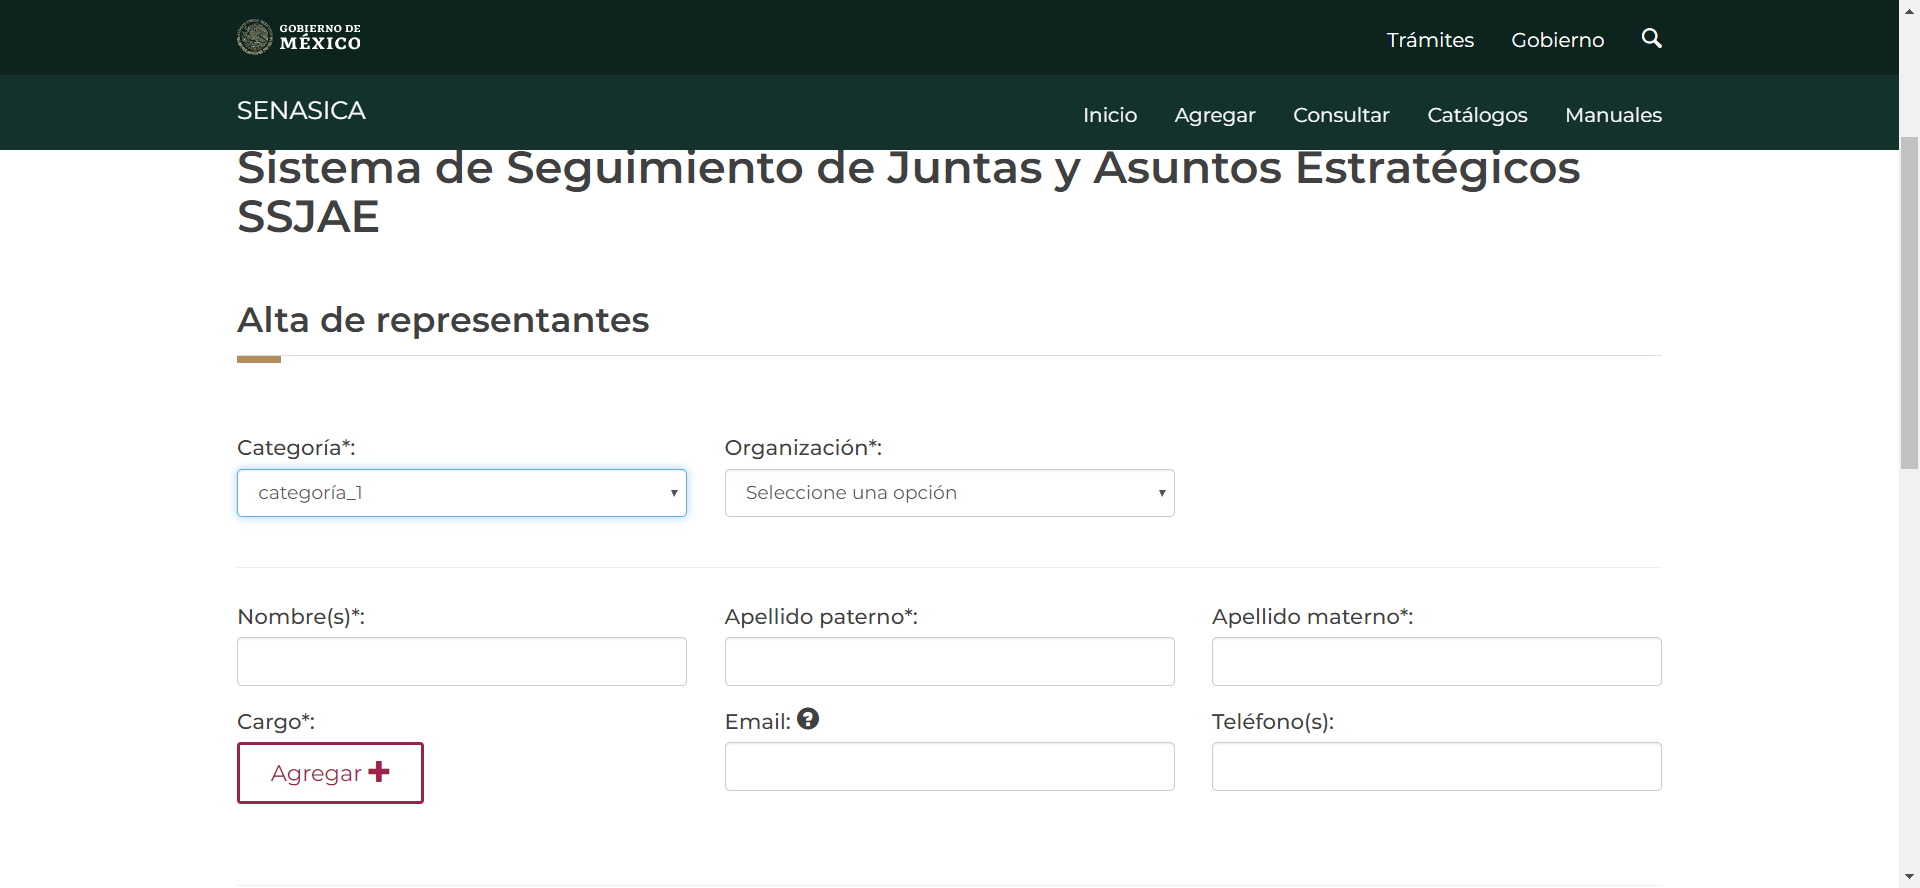 GOBIERNO DE
MÉXICO
Trámites Gobierno
SENASICA
Inicio Agregar Consultar Catálogos Manuales
Sistema de Seguimiento de Juntas y Asuntos Estratégicos
SSJAE
Alta de representantes
Categoría*: Organización*:
categoría_1 Seleccione una opción
Nombre(s)*: Apellido paterno*: Apellido materno*:
Cargo*: Email: Teléfono(s):
Agregar